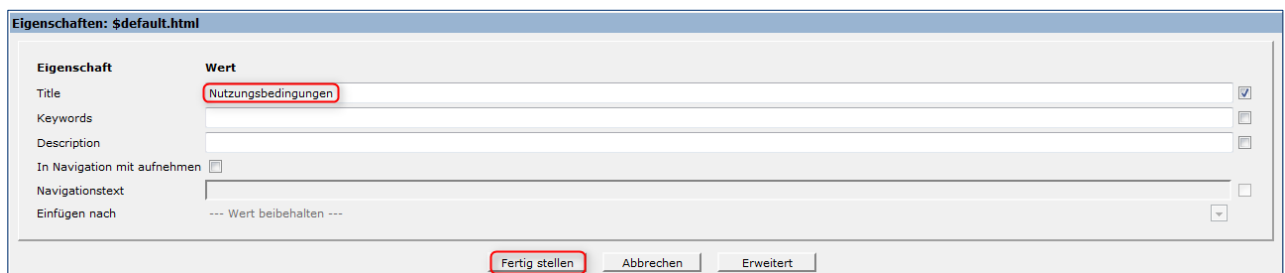 Eigenschaften: $default.html
Eigenschaft Wert
Title Nutzungsbedingungen
Keywords
Description
In Navigation mit aufnehmen
Navigationstext
Einfügen nach --- Wert beibehalten ---
Fertig stellen Abbrechen Erweitert